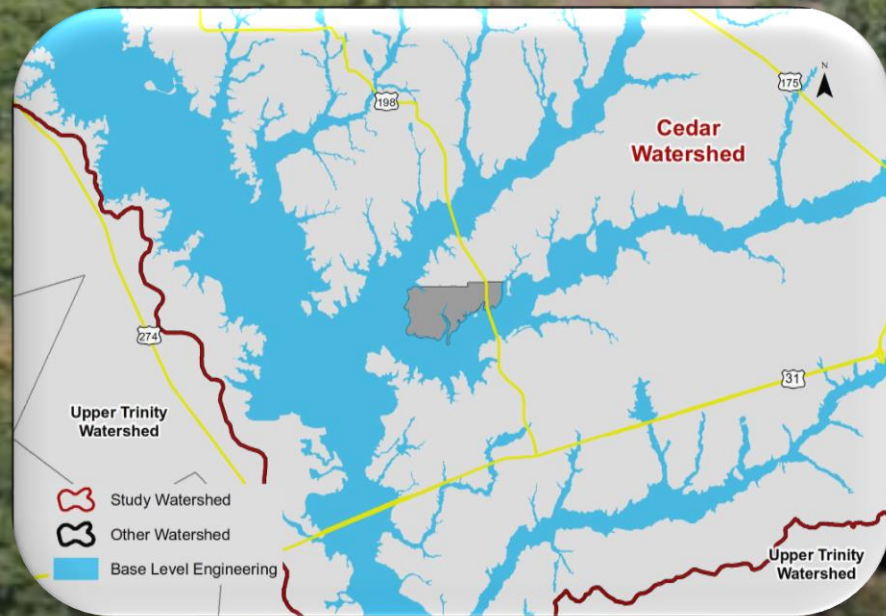 N
175
198
Cedar
Watershed
274
31
Upper Trinity
Watershed
Study Watershed
Other Watershed
Base Level Engineering
Upper Trinity
Watershed